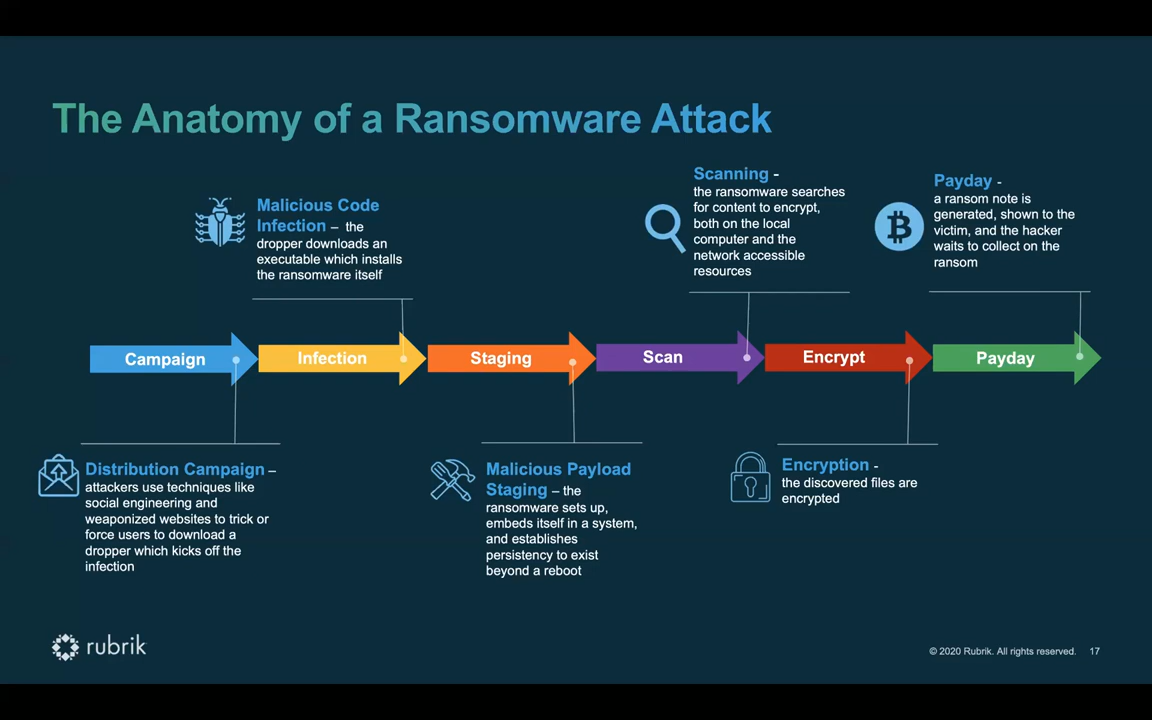 The Anatomy of a Ransomware Attack
Malicious Code
Infection – the
dropper downloads an
executable which installs
the ransomware itself
Scanning -
the ransomware searches
for content to encrypt,
both on the local
computer and the
network accessible
resources
Payday -
a ransom note is
generated, shown to the
victim, and the hacker
waits to collect on the
ransom
Campaign
Infection
Staging
Scan
Encrypt
Payday
Distribution Campaign –
attackers use techniques like
social engineering and
weaponized websites to trick or
force users to download a
dropper which kicks off the
infection
Malicious Payload
Staging – the
ransomware sets up,
embeds itself in a system,
and establishes
persistency to exist
beyond a reboot
Encryption -
the discovered files are
encrypted
rubrik
© 2020 Rubrik. All rights reserved. 17